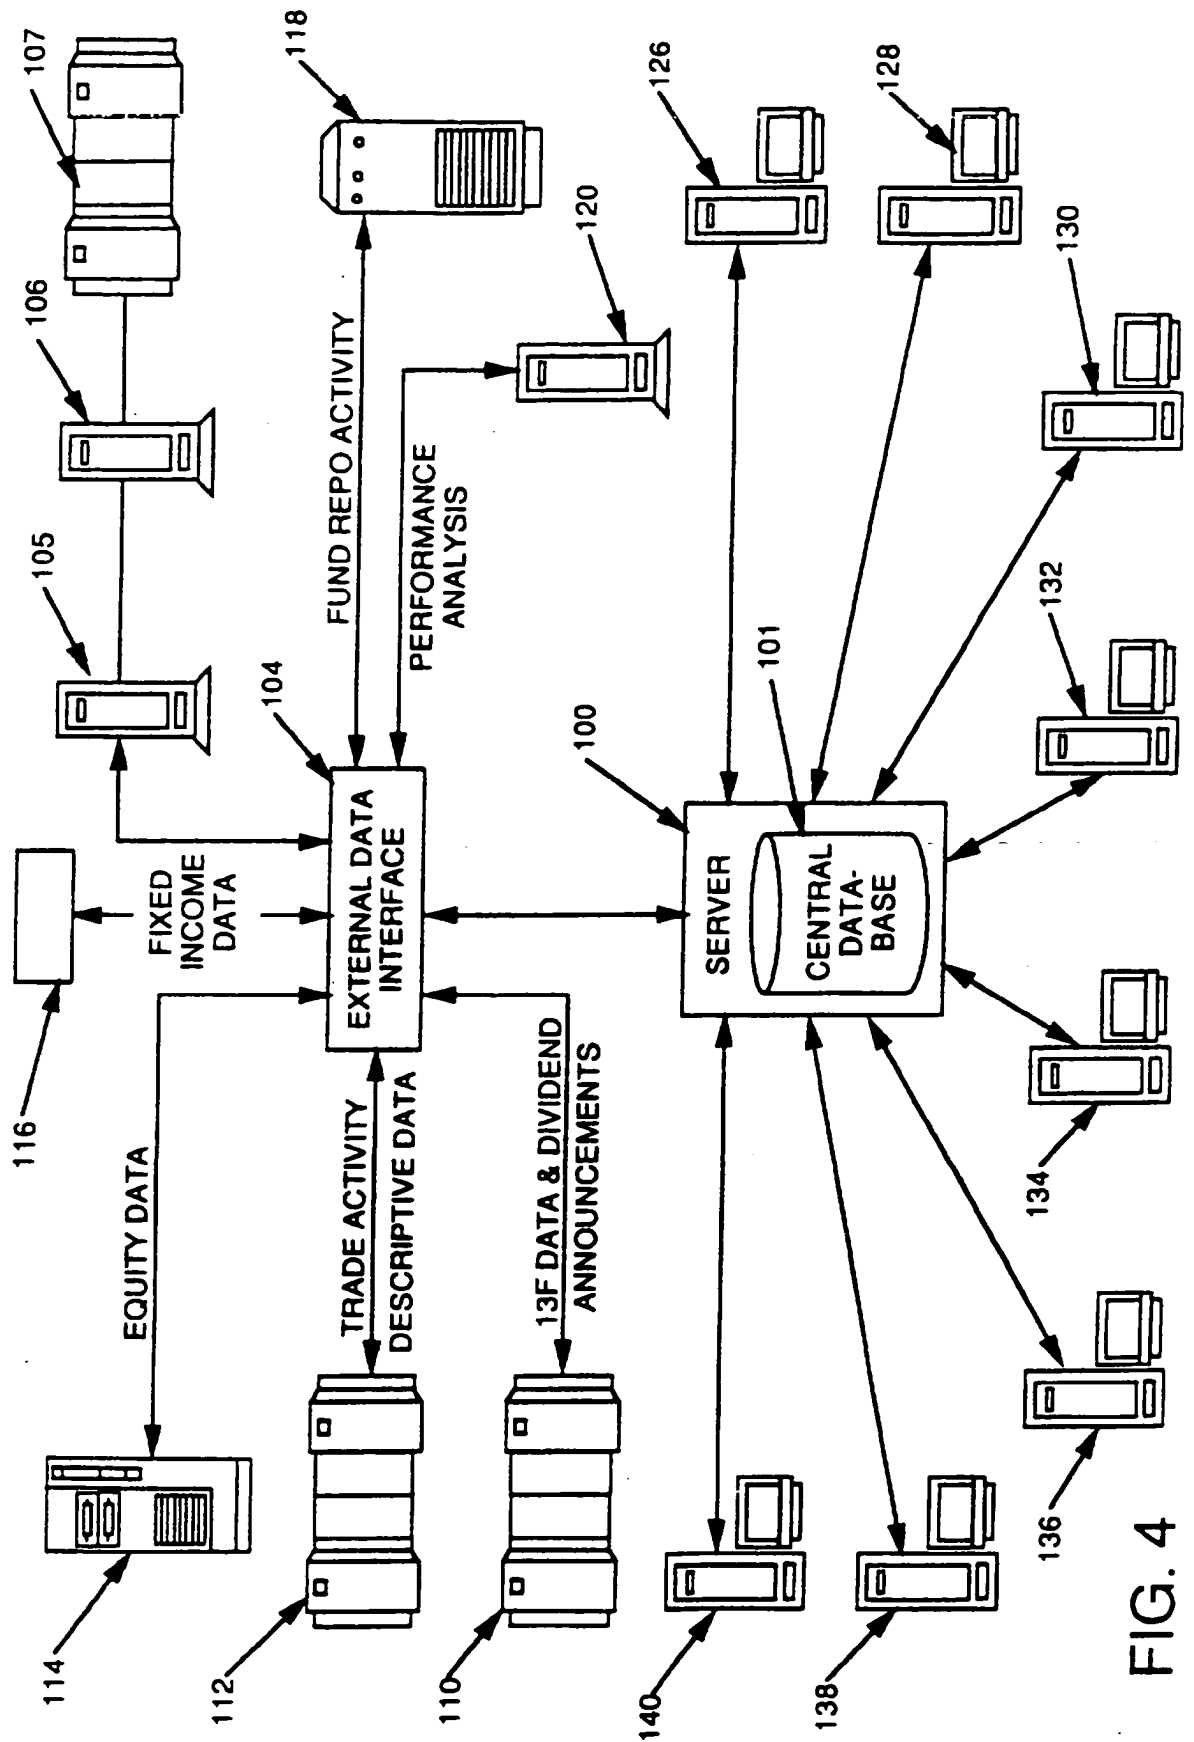 114
EQUITY DATA
116
FIXED
INCOME
DATA
105
106
107
112
TRADE ACTIVITY
DESCRIPTIVE DATA
EXTERNAL DATA
INTERFACE
104
FUND REPO ACTIVITY
118
PERFORMANCE
ANALYSIS
120
110
13F DATA & DIVIDEND
ANNOUNCEMENTS
100
101
SERVER
CENTRAL
DATA-
BASE
140
126
138
128
136
130
134
132
FIG. 4